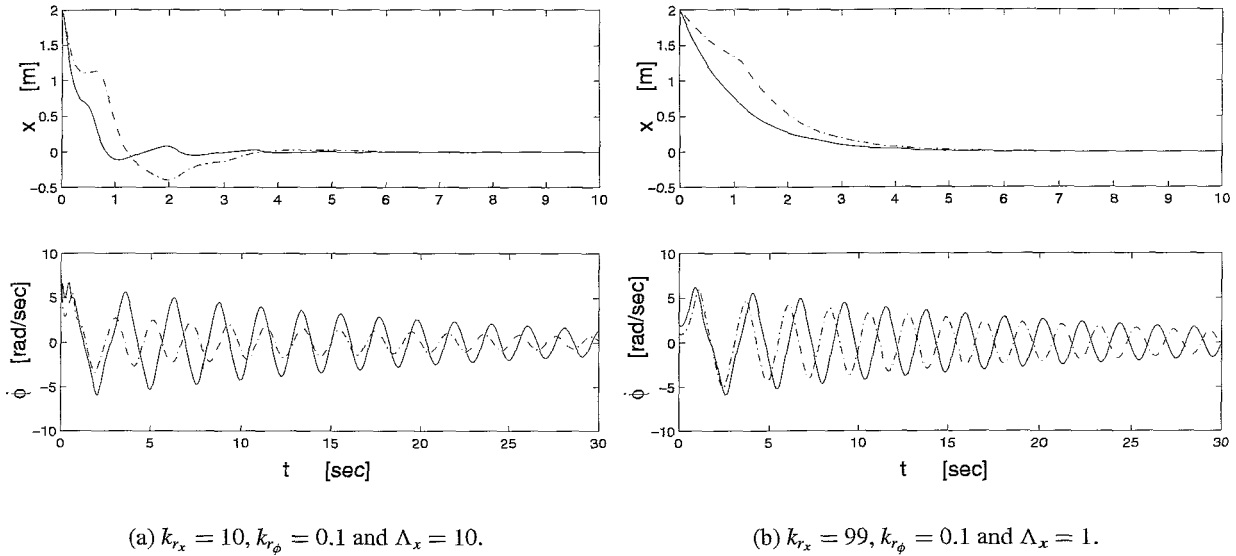 2
1.5
1
0.5
0
-0.5
x [m]
0 1 2 3 4 5 6 7 8 9 10
10
5
0
-5
-10
φ̇ [rad/sec]
0 5 10 15 20 25 30
t [sec]
(a) k_{r_x} = 10, k_{r_ϕ} = 0.1 and Λ_x = 10.
2
1.5
1
0.5
0
-0.5
x [m]
0 1 2 3 4 5 6 7 8 9 10
10
5
0
-5
-10
φ̇ [rad/sec]
0 5 10 15 20 25 30
t [sec]
(b) k_{r_x} = 99, k_{r_ϕ} = 0.1 and Λ_x = 1.